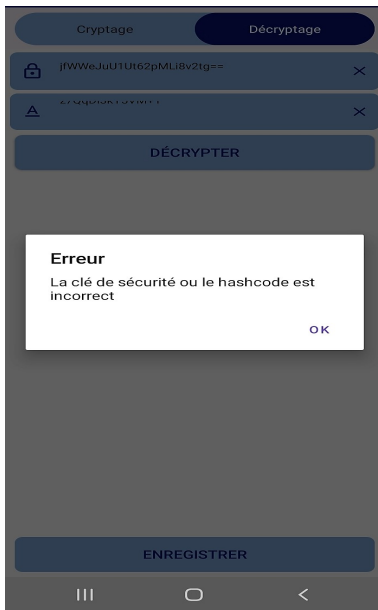 Cryptage
Décryptage
jfWWeJuU1Ut62pMLi8v2tg==
DÉCRYPTER
Erreur
La clé de sécurité ou le hashcode est
incorrect
OK
ENREGISTRER